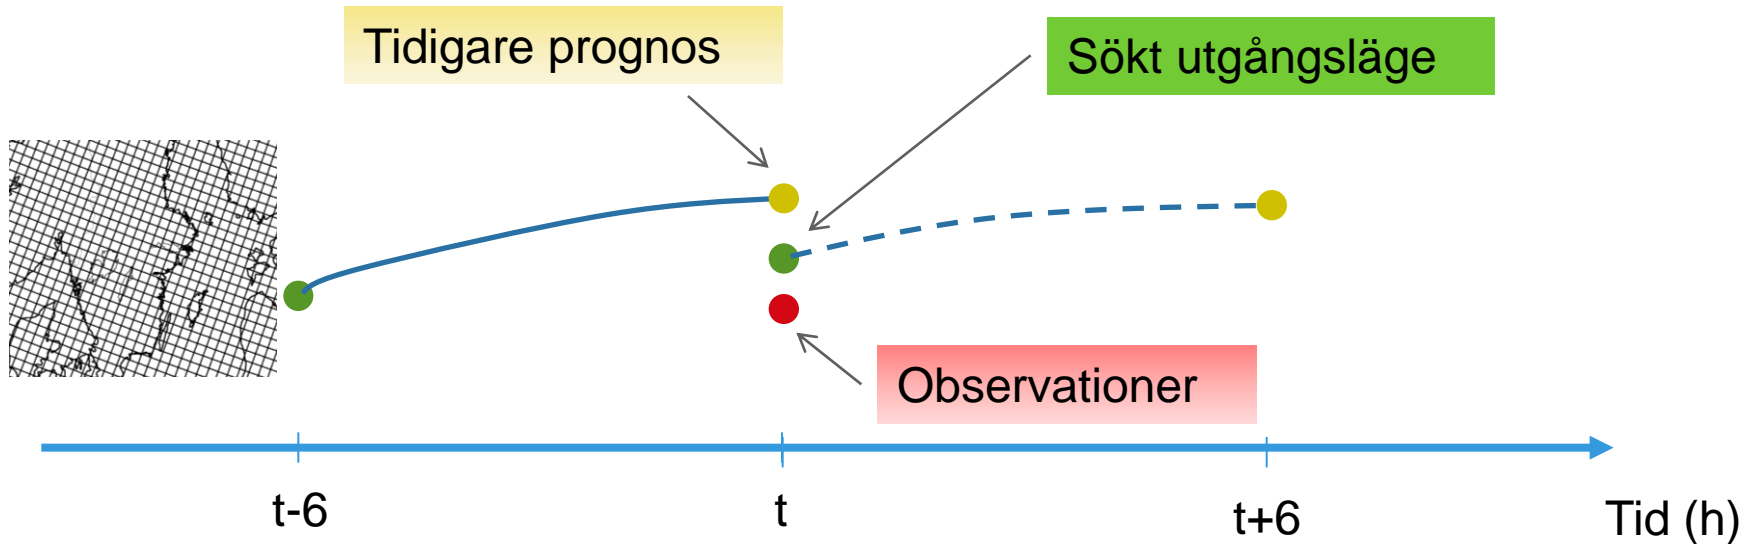 Tidigare prognos
Sökt utgångsläge
Observationer
t-6
t
t+6
Tid (h)